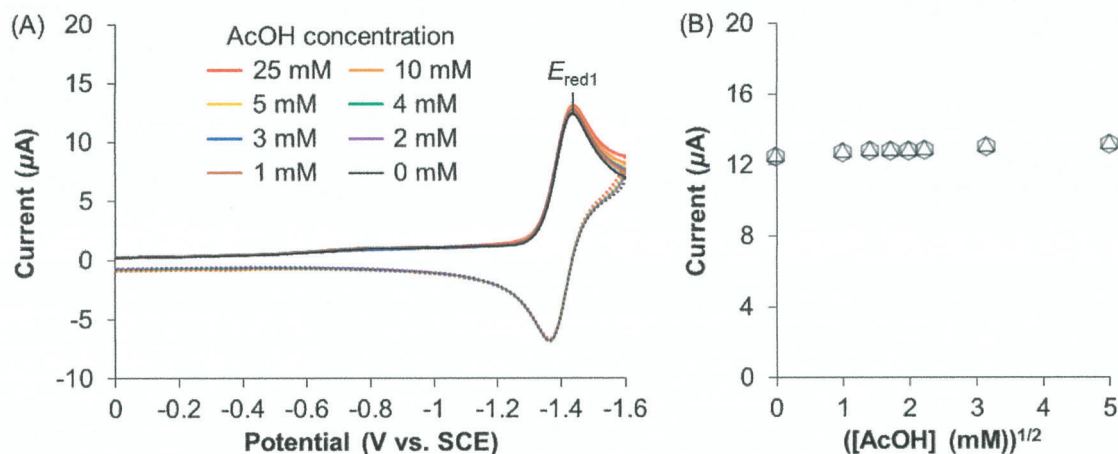 (A)
Current (µA)
20
15
10
5
0
-5
-10
AcOH concentration
25 mM 10 mM
5 mM 4 mM
3 mM 2 mM
1 mM 0 mM
Ered1
0 -0.2 -0.4 -0.6 -0.8 -1 -1.2 -1.4 -1.6
Potential (V vs. SCE)
(B)
Current (µA)
20
16
12
8
4
0
0 1 2 3 4 5
([AcOH] (mM))1/2